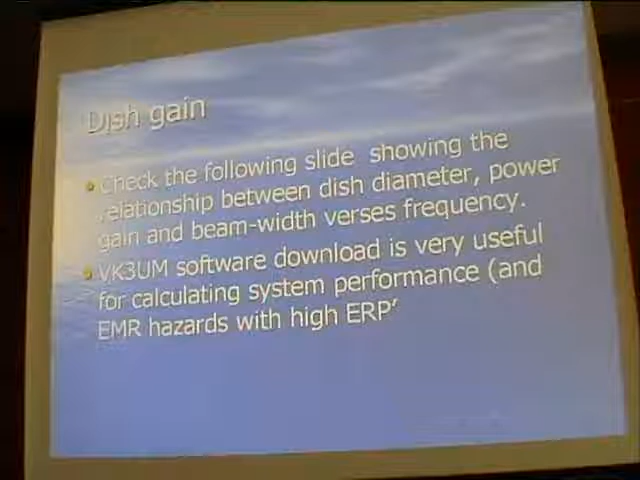 Dish gain
Check the following slide showing the
relationship between dish diameter, power
gain and beam-width verses frequency.
VK3UM software download is very useful
for calculating system performance (and
EMR hazards with high ERP’